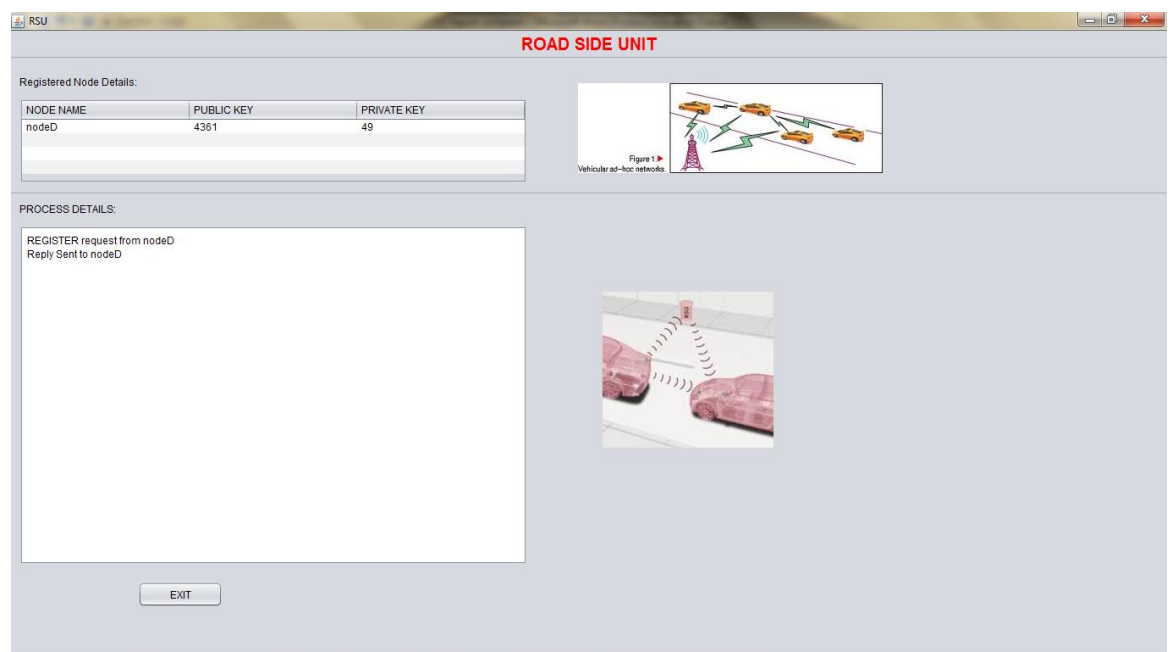 RSU
ROAD SIDE UNIT
Registered Node Details:
NODE NAME PUBLIC KEY PRIVATE KEY
nodeD 4361 49
Figure 1.
Vehicular ad-hoc networks.
PROCESS DETAILS:
REGISTER request from nodeD
Reply Sent to nodeD
RSU
EXIT